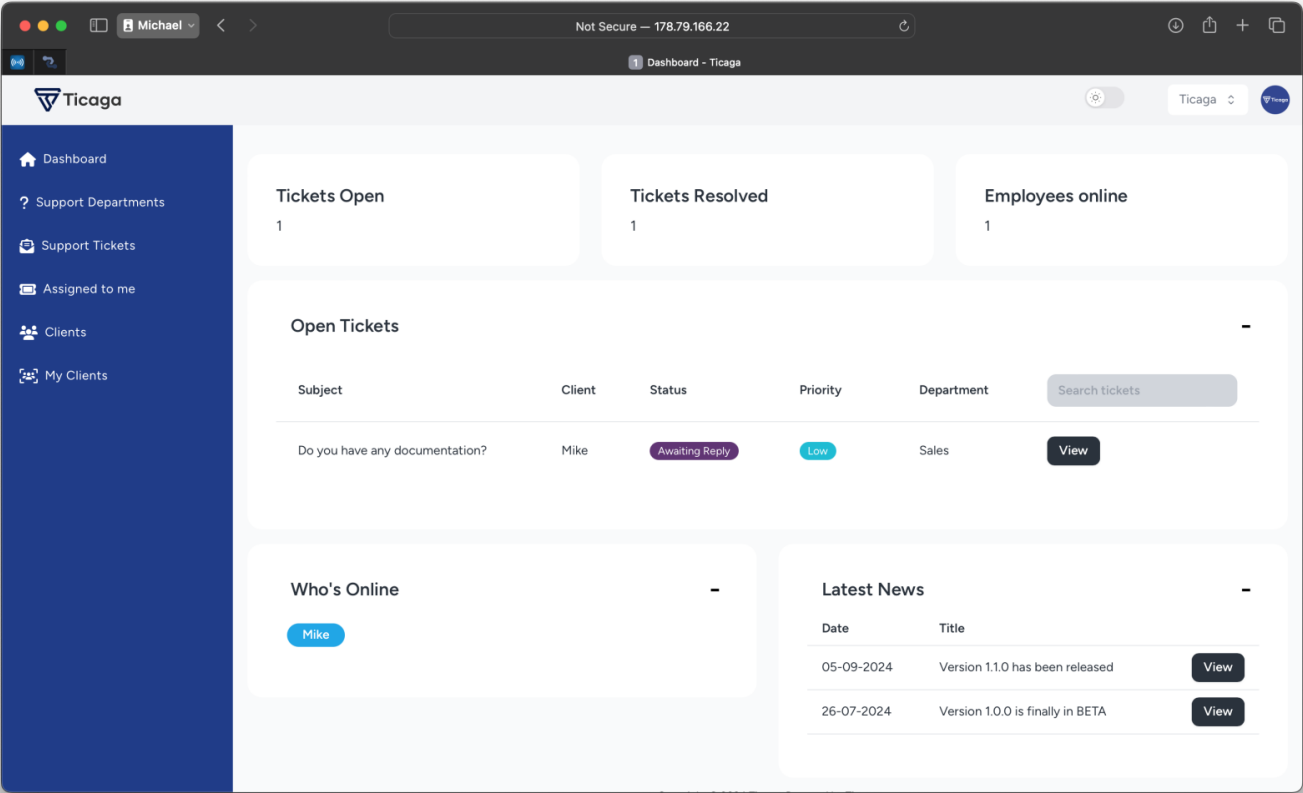 Michael
Not Secure — 178.79.166.22
1 Dashboard - Ticaga
Ticaga
Ticaga
Ticaga
Dashboard
? Support Departments
Support Tickets
Assigned to me
Clients
My Clients
Tickets Open
1
Tickets Resolved
1
Employees online
1
Open Tickets
Subject Client Status Priority Department Search tickets
Do you have any documentation? Mike Awaiting Reply Low Sales View
Who's Online
Mike
Latest News
Date Title
05-09-2024 Version 1.1.0 has been released View
26-07-2024 Version 1.0.0 is finally in BETA View